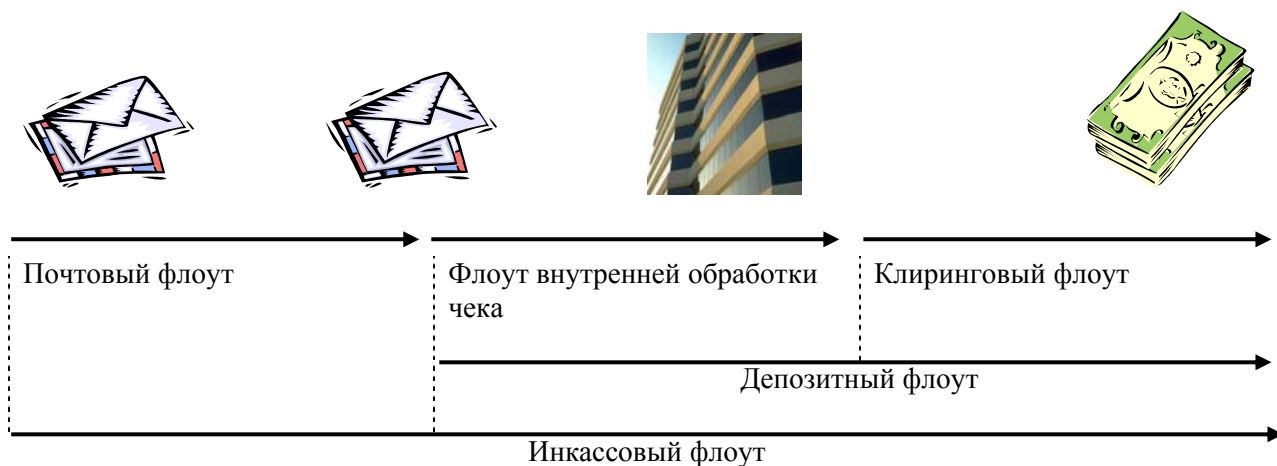 Почтовый флоут
Флоут внутренней обработки
чека
Клиринговый флоут
Депозитный флоут
Инкассовый флоут